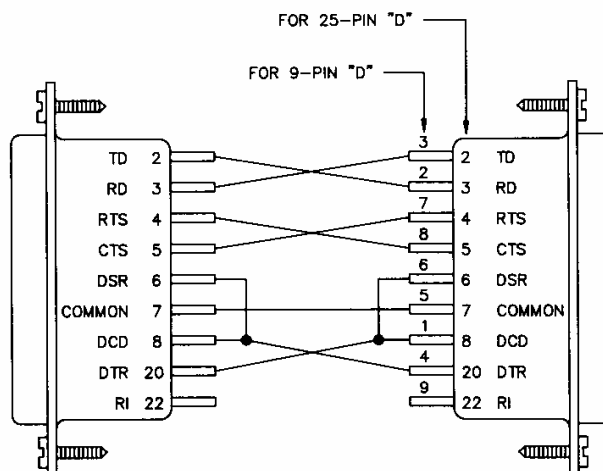 FOR 25-PIN "D"
FOR 9-PIN "D"
TD 2 3 2 TD
RD 3 2 3 RD
RTS 4 7 4 RTS
CTS 5 8 5 CTS
DSR 6 6 6 DSR
COMMON 7 5 7 COMMON
DCD 8 1 8 DCD
DTR 20 4 20 DTR
RI 22 9 22 RI